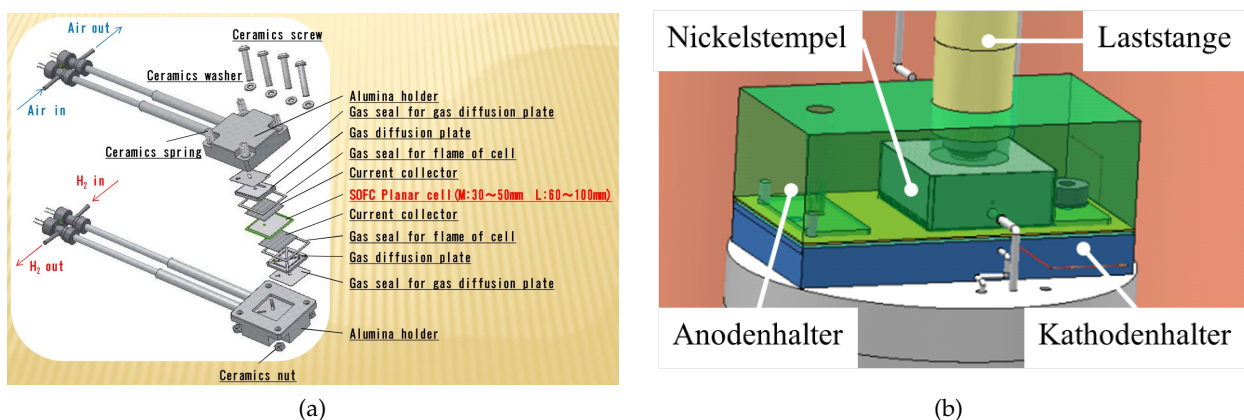 Air out
Air in
Ceramics screw
Ceramics washer
Alumina holder
Gas seal for gas diffusion plate
Gas diffusion plate
Gas seal for flame of cell
Current collector
Ceramics spring
SOFC Planar cell(M:30～50mm L:60～100mm)
H₂ in
Current collector
Gas seal for flame of cell
Gas diffusion plate
H₂ out
Gas seal for gas diffusion plate
Alumina holder
Ceramics nut
(a)
Nickelstempel
Laststange
Anodenhalter
Kathodenhalter
(b)